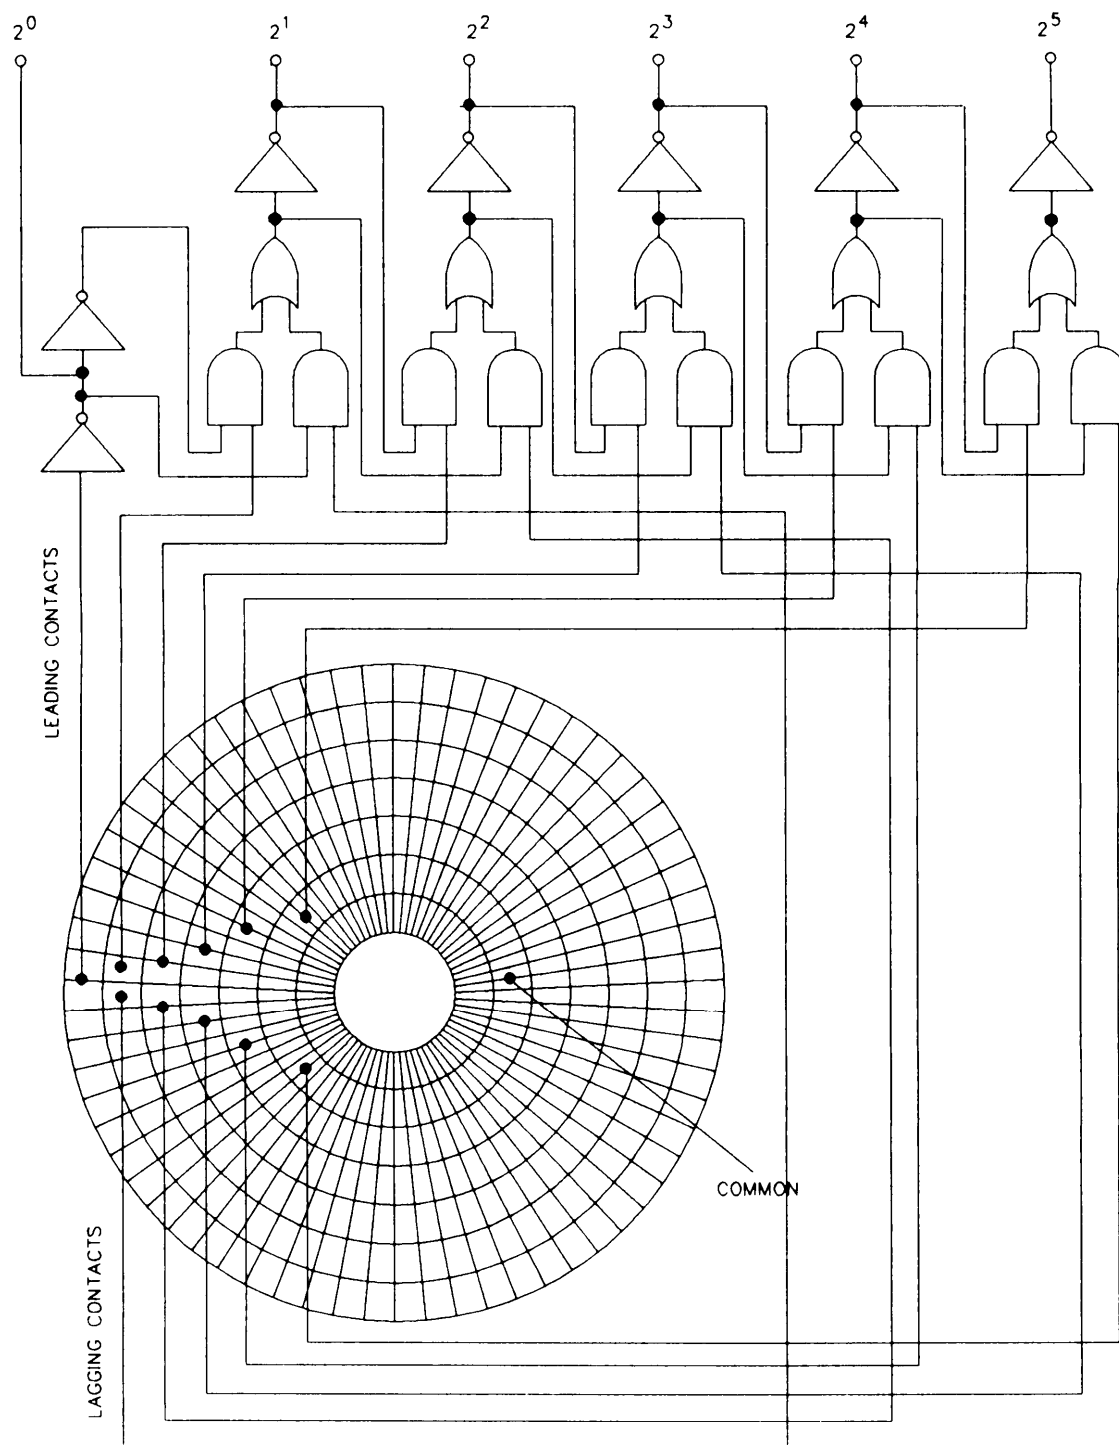 2⁰ 2¹ 2² 2³ 2⁴ 2⁵
LEADING CONTACTS
COMMON
LAGGING CONTACTS